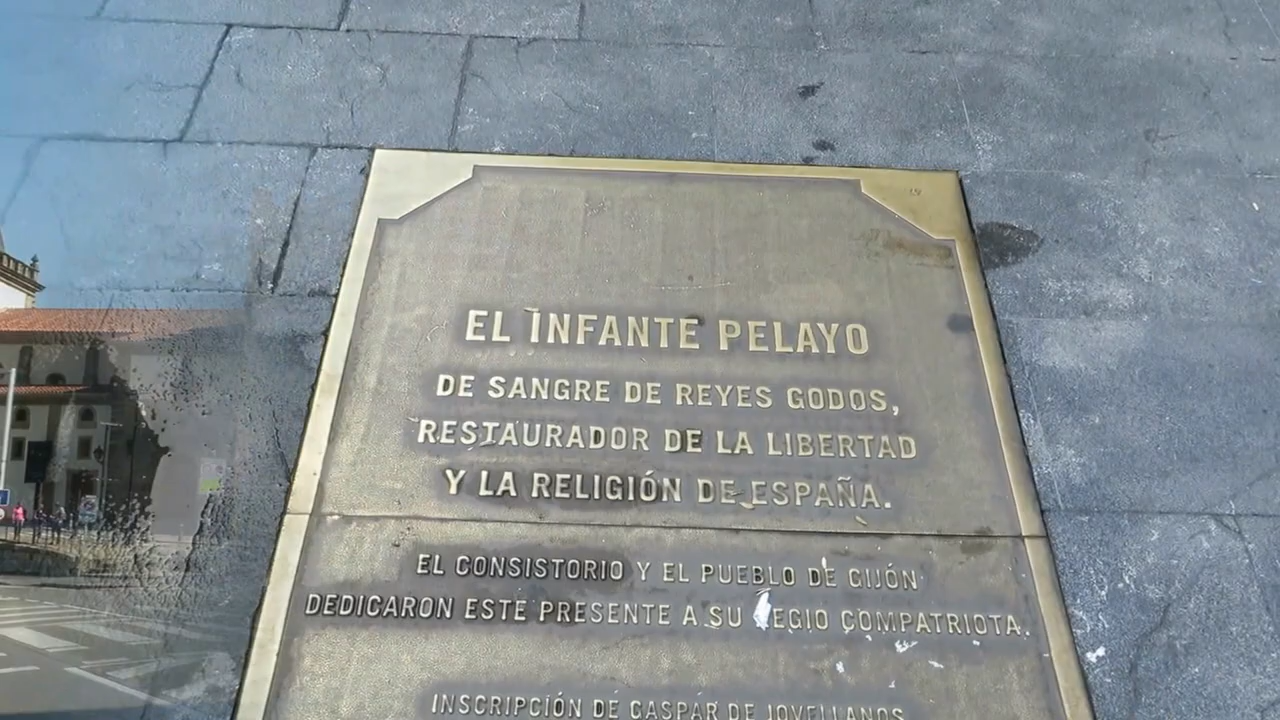 EL INFANTE PELAYO
DE SANGRE DE REYES GODOS,
RESTAURADOR DE LA LIBERTAD
Y LA RELIGIÓN DE ESPAÑA.
EL CONSISTORIO Y EL PUEBLO DE GIJÓN
DEDICARON ESTE PRESENTE A SU REGIO COMPATRIOTA.
INSCRIPCIÓN DE GASPAR DE JOVELLANOS